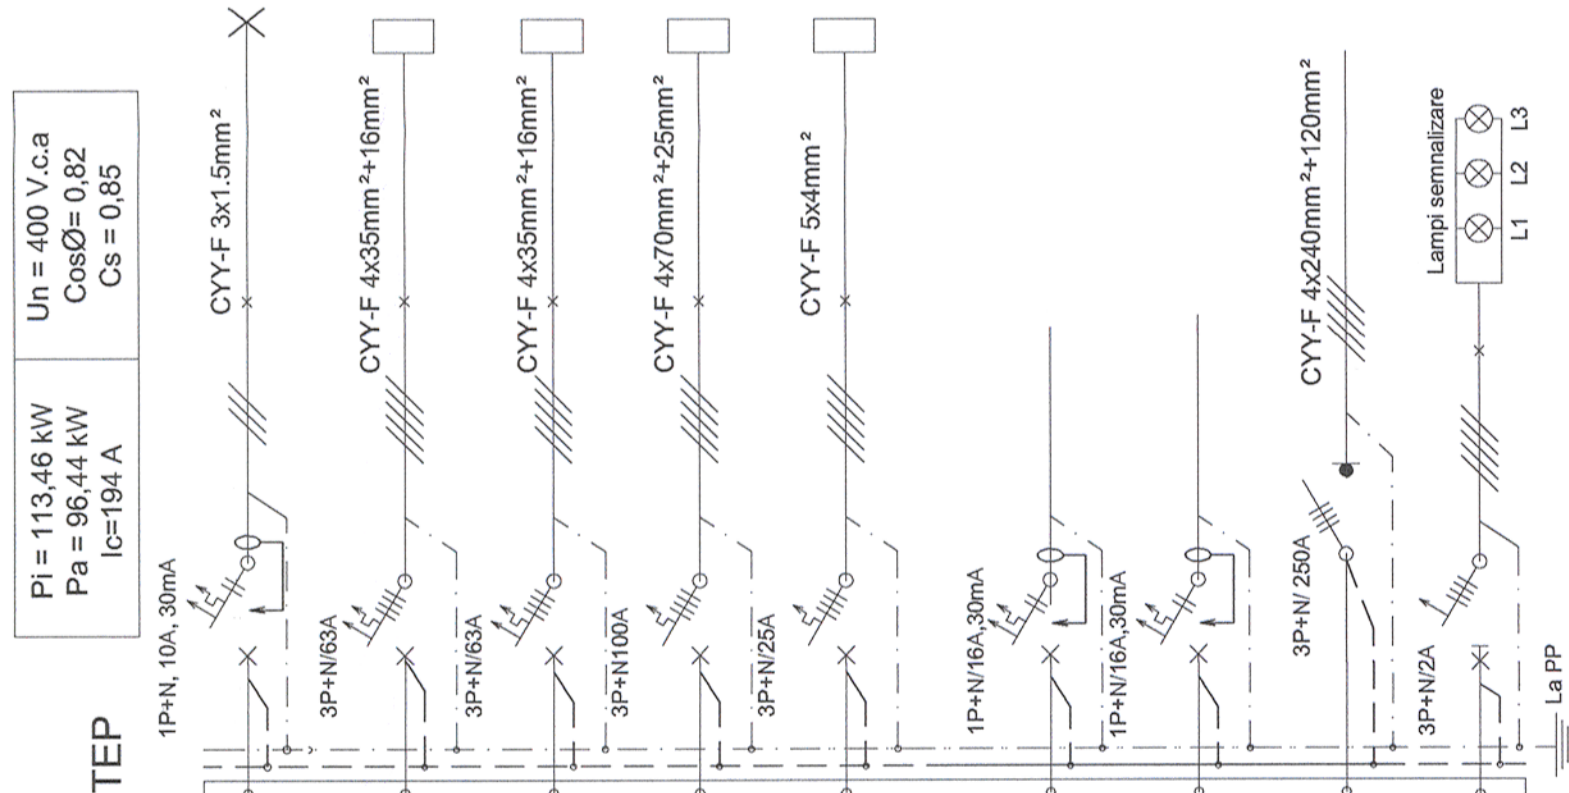 Pi = 113,46 kW
Pa = 96,44 kW
Ic=194 A
Un = 400 V.c.a
CosØ= 0,82
Cs = 0,85
TEP
1P+N, 10A, 30mA
CYY-F 3x1.5mm²
3P+N/63A
CYY-F 4x35mm²+16mm²
3P+N/63A
CYY-F 4x35mm²+16mm²
3P+N100A
CYY-F 4x70mm²+25mm²
3P+N/25A
CYY-F 5x4mm²
1P+N/16A,30mA
1P+N/16A,30mA
3P+N/ 250A
CYY-F 4x240mm²+120mm²
3P+N/2A
Lampi semnalizare
L1 L2 L3
La PP